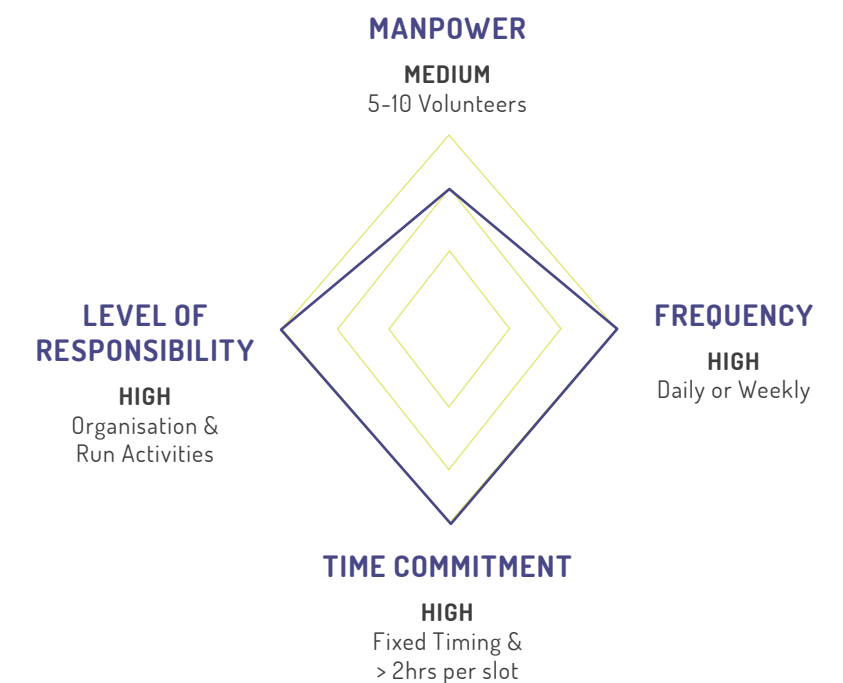 MANPOWER
MEDIUM
5-10 Volunteers
LEVEL OF
RESPONSIBILITY
HIGH
Organisation &
Run Activities
FREQUENCY
HIGH
Daily or Weekly
TIME COMMITMENT
HIGH
Fixed Timing &
> 2hrs per slot